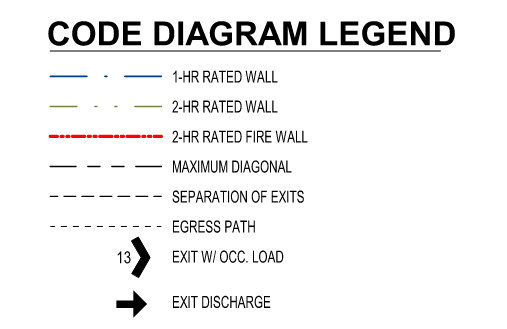 CODE DIAGRAM LEGEND
1-HR RATED WALL
2-HR RATED WALL
2-HR RATED FIRE WALL
MAXIMUM DIAGONAL
SEPARATION OF EXITS
EGRESS PATH
13 EXIT W/ OCC. LOAD
EXIT DISCHARGE